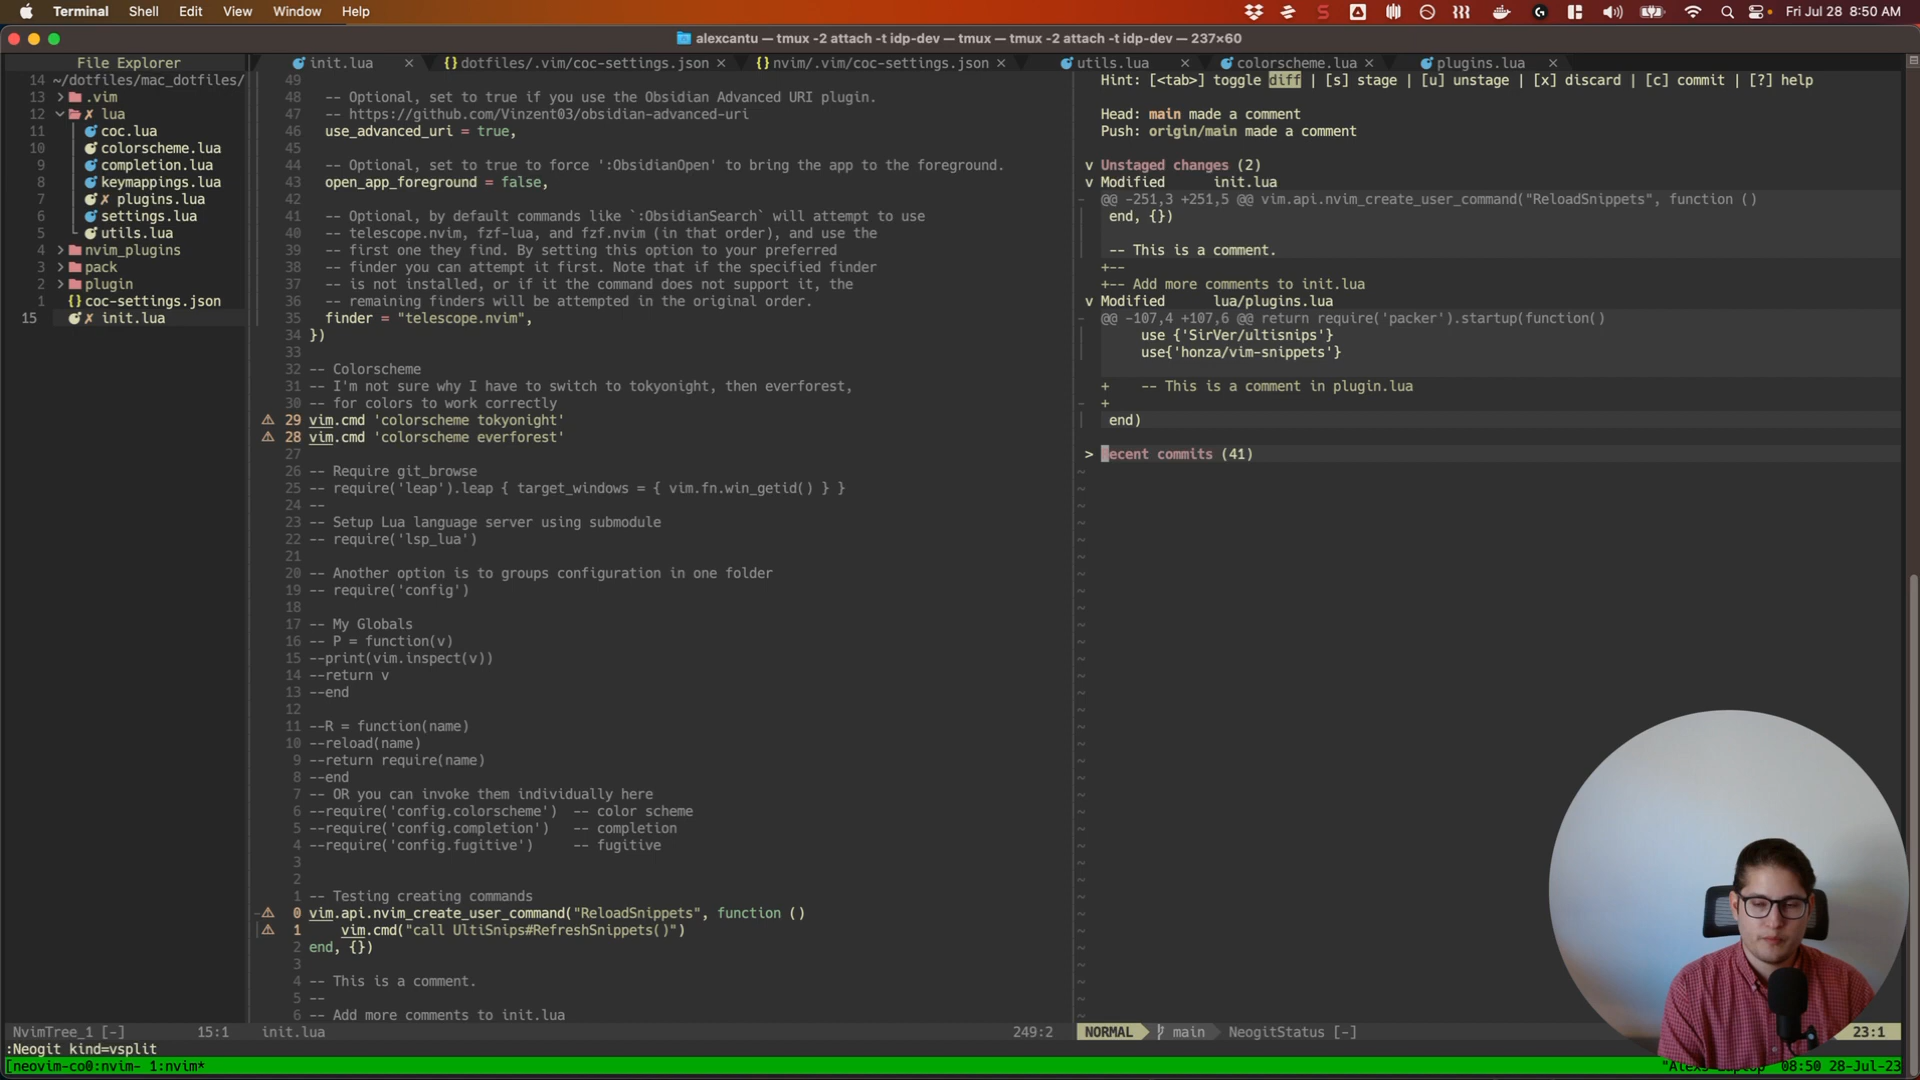 Terminal Shell Edit View Window Help
Fri Jul 28 8:50 AM
alexcantu — tmux -2 attach -t idp-dev — tmux — tmux -2 attach -t idp-dev — 237×60
File Explorer
14 ~/dotfiles/mac_dotfiles/
13 > .vim
12 ✗ lua
11 coc.lua
10 colorscheme.lua
9 completion.lua
8 keymappings.lua
7 ✗ plugins.lua
6 settings.lua
5 utils.lua
4 > nvim_plugins
3 > pack
2 > plugin
1 {} coc-settings.json
15 ✗ init.lua
init.lua × {} dotfiles/.vim/coc-settings.json × {} nvim/.vim/coc-settings.json × utils.lua × colorscheme.lua × plugins.lua ×
49
48 -- Optional, set to true if you use the Obsidian Advanced URI plugin.
47 -- https://github.com/Vinzent03/obsidian-advanced-uri
46 use_advanced_uri = true,
45
44 -- Optional, set to true to force ':ObsidianOpen' to bring the app to the foreground.
43 open_app_foreground = false,
42
41 -- Optional, by default commands like `:ObsidianSearch` will attempt to use
40 -- telescope.nvim, fzf-lua, and fzf.nvim (in that order), and use the
39 -- first one they find. By setting this option to your preferred
38 -- finder you can attempt it first. Note that if the specified finder
37 -- is not installed, or if it the command does not support it, the
36 -- remaining finders will be attempted in the original order.
35 finder = "telescope.nvim",
34 })
33
32 -- Colorscheme
31 -- I'm not sure why I have to switch to tokyonight, then everforest,
30 -- for colors to work correctly
29 vim.cmd 'colorscheme tokyonight'
28 vim.cmd 'colorscheme everforest'
27
26 -- Require git_browse
25 -- require('leap').leap { target_windows = { vim.fn.win_getid() } }
24 --
23 -- Setup Lua language server using submodule
22 -- require('lsp_lua')
21
20 -- Another option is to groups configuration in one folder
19 -- require('config')
18
17 -- My Globals
16 -- P = function(v)
15 --print(vim.inspect(v))
14 --return v
13 --end
12
11 --R = function(name)
10 --reload(name)
9 --return require(name)
8 --end
7 -- OR you can invoke them individually here
6 --require('config.colorscheme') -- color scheme
5 --require('config.completion') -- completion
4 --require('config.fugitive') -- fugitive
3
2
1 -- Testing creating commands
0 vim.api.nvim_create_user_command("ReloadSnippets", function ()
1 vim.cmd("call UltiSnips#RefreshSnippets()")
2 end, {})
3
4 -- This is a comment.
5 --
6 -- Add more comments to init.lua
Hint: [<tab>] toggle diff | [s] stage | [u] unstage | [x] discard | [c] commit | [?] help
Head: main made a comment
Push: origin/main made a comment
v Unstaged changes (2)
v Modified init.lua
@@ -251,3 +251,5 @@ vim.api.nvim_create_user_command("ReloadSnippets", function ()
end, {})
-- This is a comment.
+--
+-- Add more comments to init.lua
v Modified lua/plugins.lua
@@ -107,4 +107,6 @@ return require('packer').startup(function()
use {'SirVer/ultisnips'}
use{'honza/vim-snippets'}
+ -- This is a comment in plugin.lua
+
end)
> ecent commits (41)
NvimTree_1 [-] 15:1 init.lua 249:2 NORMAL main NeogitStatus [-] 23:1
:Neogit kind=vsplit
[neovim-co0:nvim- 1:nvim* 08:50 28-Jul-23